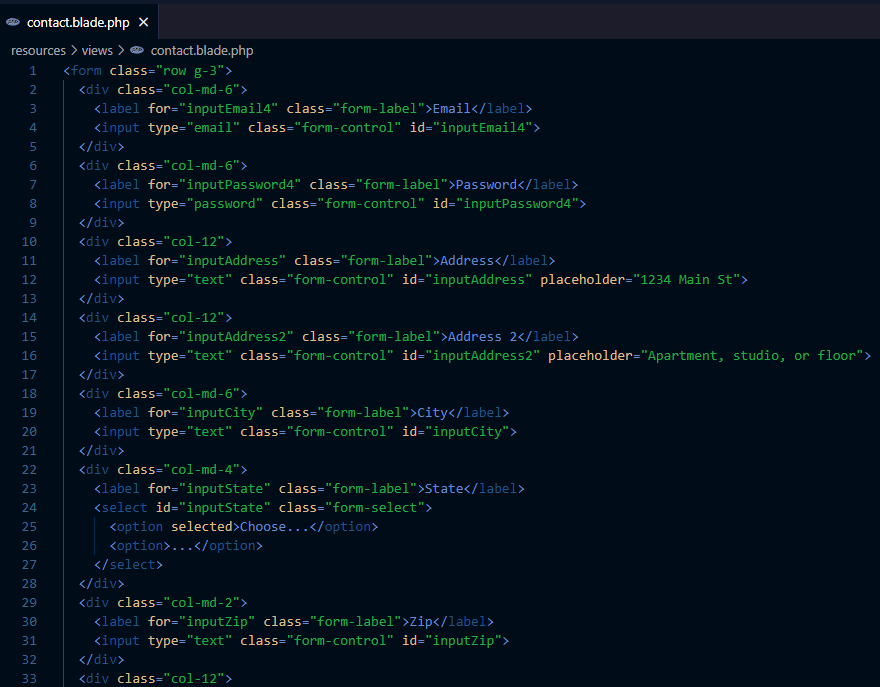 contact.blade.php
resources > views > contact.blade.php
1 <form class="row g-3">
2 <div class="col-md-6">
3 <label for="inputEmail4" class="form-label">Email</label>
4 <input type="email" class="form-control" id="inputEmail4">
5 </div>
6 <div class="col-md-6">
7 <label for="inputPassword4" class="form-label">Password</label>
8 <input type="password" class="form-control" id="inputPassword4">
9 </div>
10 <div class="col-12">
11 <label for="inputAddress" class="form-label">Address</label>
12 <input type="text" class="form-control" id="inputAddress" placeholder="1234 Main St">
13 </div>
14 <div class="col-12">
15 <label for="inputAddress2" class="form-label">Address 2</label>
16 <input type="text" class="form-control" id="inputAddress2" placeholder="Apartment, studio, or floor">
17 </div>
18 <div class="col-md-6">
19 <label for="inputCity" class="form-label">City</label>
20 <input type="text" class="form-control" id="inputCity">
21 </div>
22 <div class="col-md-4">
23 <label for="inputState" class="form-label">State</label>
24 <select id="inputState" class="form-select">
25 <option selected>Choose...</option>
26 <option>...</option>
27 </select>
28 </div>
29 <div class="col-md-2">
30 <label for="inputZip" class="form-label">Zip</label>
31 <input type="text" class="form-control" id="inputZip">
32 </div>
33 <div class="col-12">